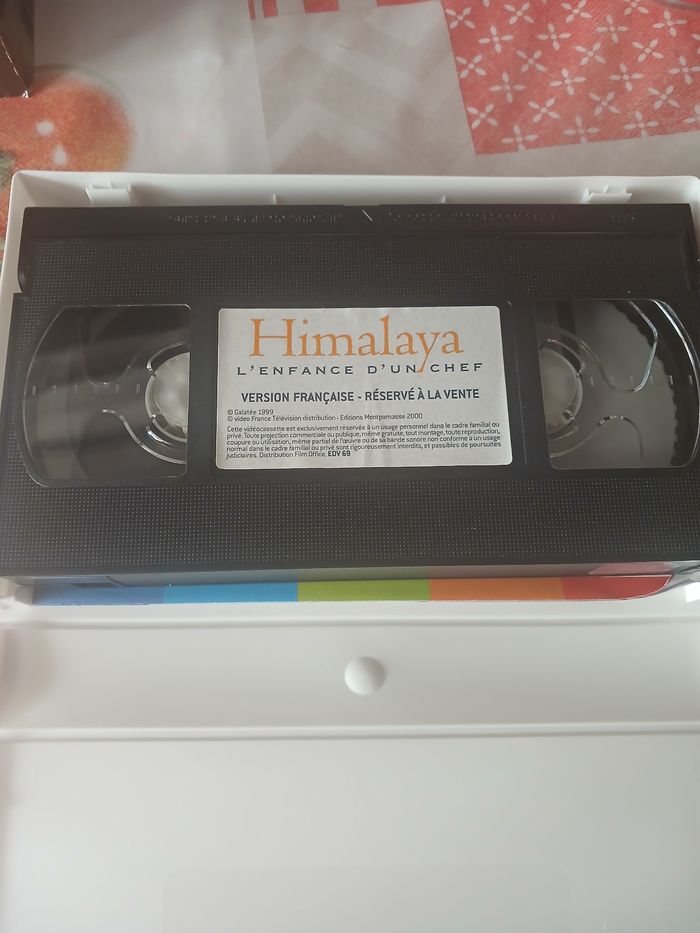 Himalaya
L'ENFANCE D'UN CHEF
VERSION FRANÇAISE - RÉSERVÉ À LA VENTE
© Galatée 1999
© video France Télévision distribution - Editions Montparnasse 2000
Cette vidéocassette est exclusivement réservée à un usage personnel dans le cadre familial ou
privé. Toute projection commerciale ou publique, même gratuite, tout montage, toute reproduction,
coupure ou utilisation, même partiel de l'œuvre ou de sa bande sonore non conforme à un usage
normal dans le cadre familial ou privé sont rigoureusement interdits, et passibles de poursuites
judiciaires. Distribution Film Office. EDV 69